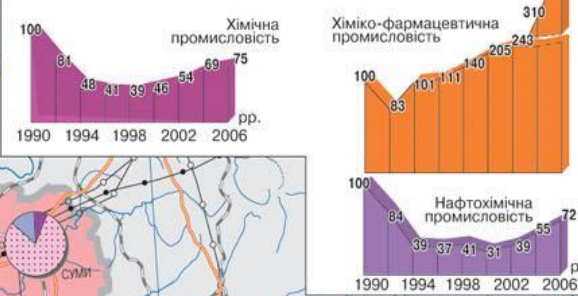 Хімічна
промисловість
100
81
48
41
39
46
54
69
75
рр.
1990 1994 1998 2002 2006
Хіміко-фармацевтична
промисловість
100
83
101
111
140
205
243
310
Нафтохімічна
промисловість
100
84
39
37
41
31
39
55
72
р
1990 1994 1998 2002 2006
СУМИ